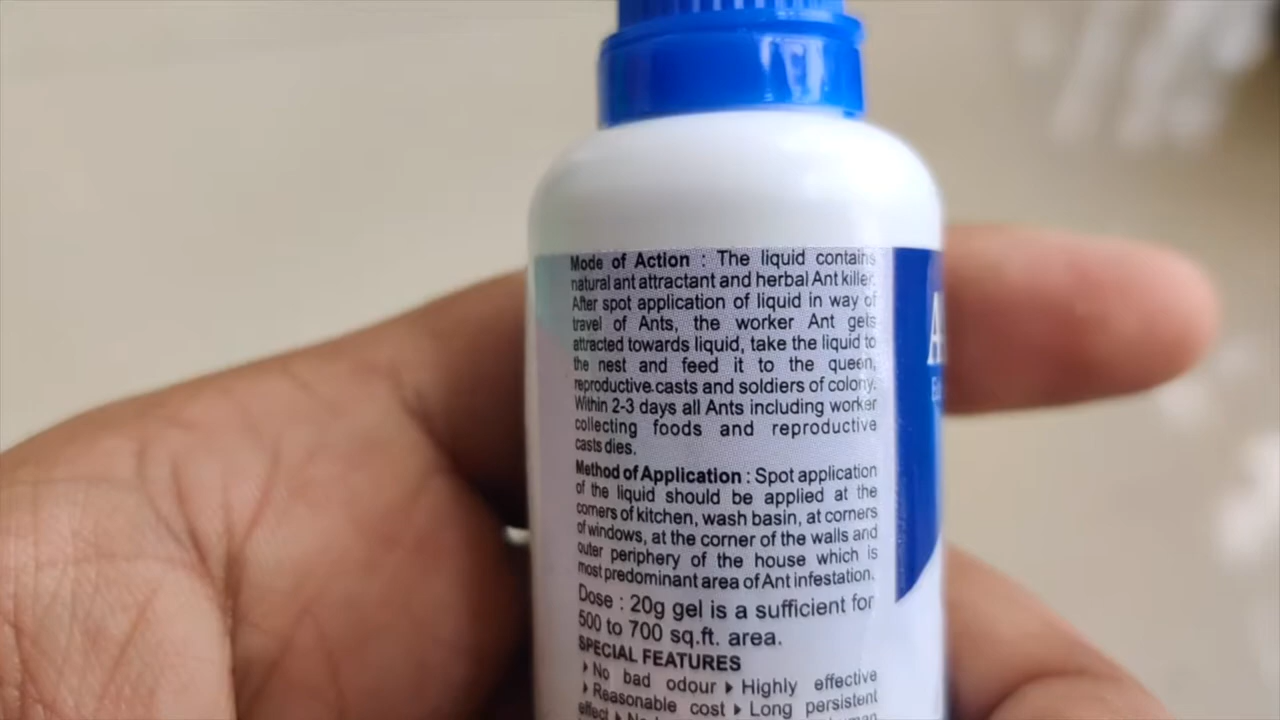 Mode of Action : The liquid contains
natural ant attractant and herbal Ant killer.
After spot application of liquid in way of
travel of Ants, the worker Ant gets
attracted towards liquid, take the liquid to
the nest and feed it to the queen,
reproductive casts and soldiers of colony.
Within 2-3 days all Ants including worker
collecting foods and reproductive
casts dies.
Method of Application : Spot application
of the liquid should be applied at the
corners of kitchen, wash basin, at corners
of windows, at the corner of the walls and
outer periphery of the house which is
most predominant area of Ant infestation.
Dose : 20g gel is a sufficient for
500 to 700 sq.ft. area.
SPECIAL FEATURES
No bad odour Highly effective
Reasonable cost Long persistent
effect